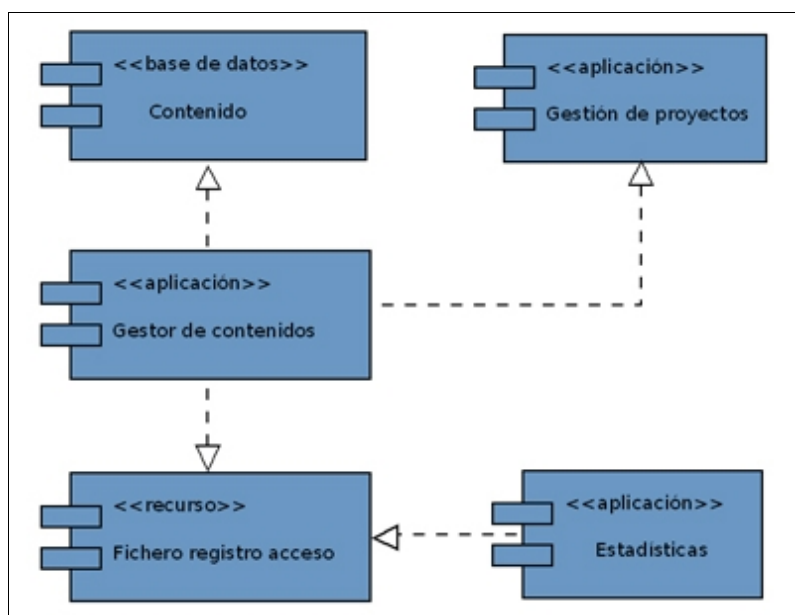 <<base de datos>>
Contenido
<<aplicación>>
Gestión de proyectos
<<aplicación>>
Gestor de contenidos
<<recurso>>
Fichero registro acceso
<<aplicación>>
Estadísticas